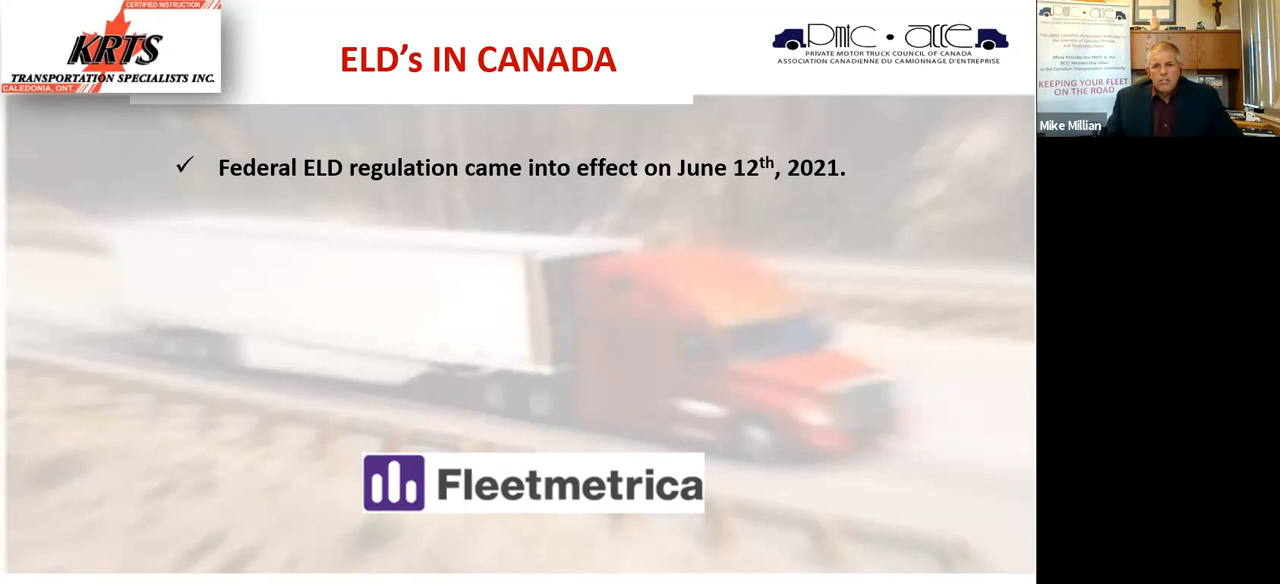 CERTIFIED INSTRUCTION
KRTS
TRANSPORTATION SPECIALISTS INC.
CALEDONIA, ONT.
ELD's IN CANADA
pmtc · acce
PRIVATE MOTOR TRUCK COUNCIL OF CANADA
ASSOCIATION CANADIENNE DU CAMIONNAGE D'ENTREPRISE
✓ Federal ELD regulation came into effect on June 12th, 2021.
Fleetmetrica
KEEPING YOUR FLEET
ON THE ROAD
Mike Millian